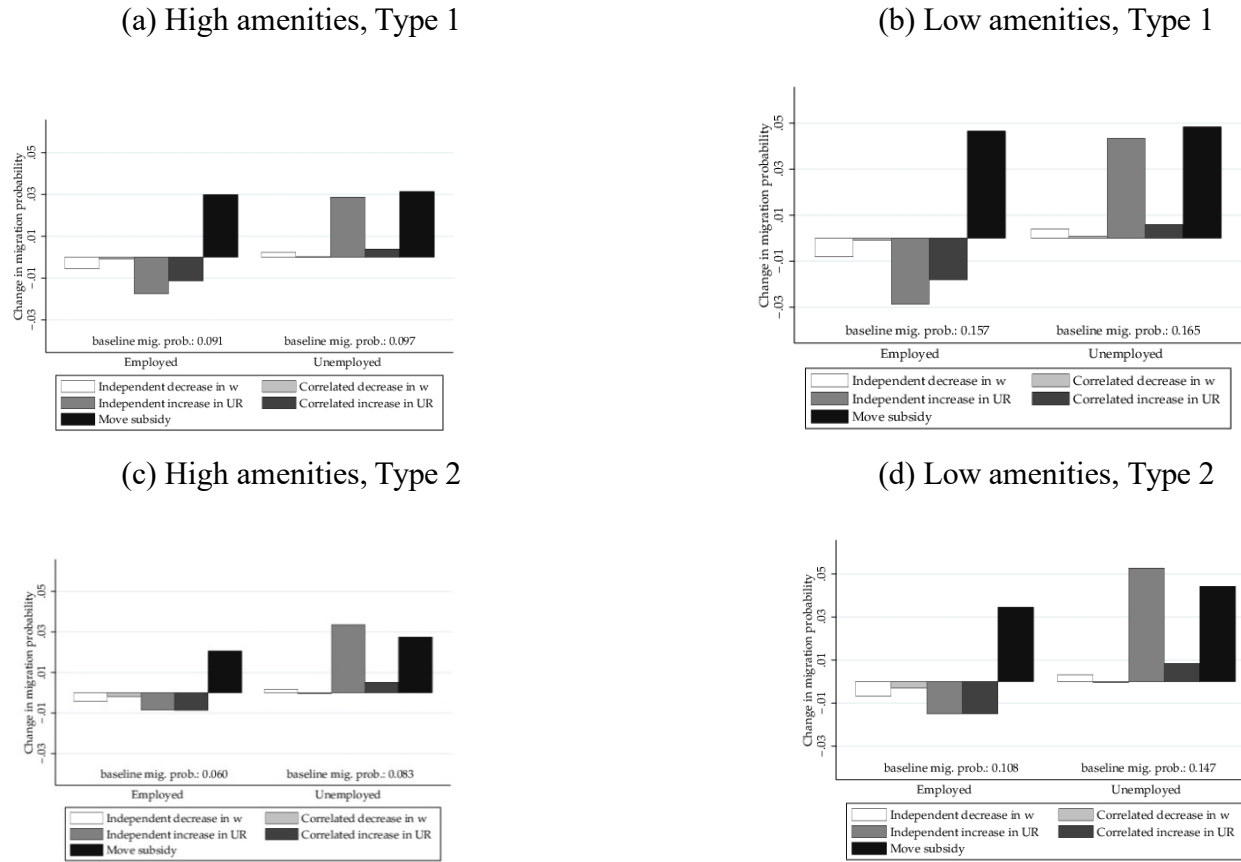 (a) High amenities, Type 1
Change in migration probability
.05
.03
.01
-.01
-.03
baseline mig. prob.: 0.091
baseline mig. prob.: 0.097
Employed
Unemployed
Independent decrease in w
Correlated decrease in w
Independent increase in UR
Correlated increase in UR
Move subsidy
(b) Low amenities, Type 1
Change in migration probability
.05
.03
.01
-.01
-.03
baseline mig. prob.: 0.157
baseline mig. prob.: 0.165
Employed
Unemployed
Independent decrease in w
Correlated decrease in w
Independent increase in UR
Correlated increase in UR
Move subsidy
(c) High amenities, Type 2
Change in migration probability
.05
.03
.01
-.01
-.03
baseline mig. prob.: 0.060
baseline mig. prob.: 0.083
Employed
Unemployed
Independent decrease in w
Correlated decrease in w
Independent increase in UR
Correlated increase in UR
Move subsidy
(d) Low amenities, Type 2
Change in migration probability
.05
.03
.01
-.01
-.03
baseline mig. prob.: 0.108
baseline mig. prob.: 0.147
Employed
Unemployed
Independent decrease in w
Correlated decrease in w
Independent increase in UR
Correlated increase in UR
Move subsidy